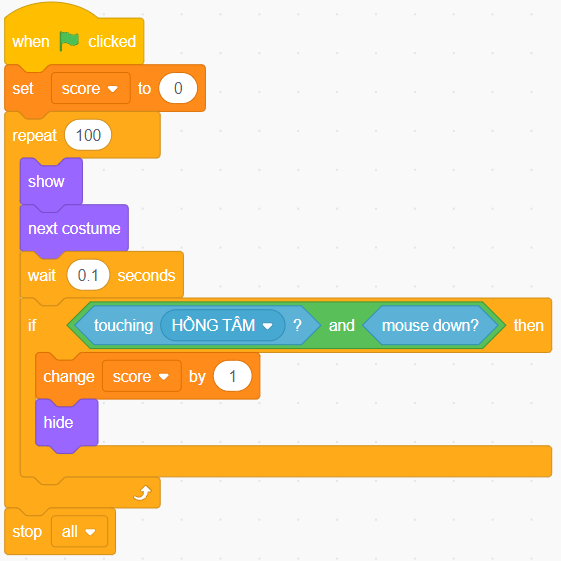 when clicked
set score to 0
repeat 100
show
next costume
wait 0.1 seconds
if touching HỒNG TÂM ? and mouse down? then
change score by 1
hide
stop all